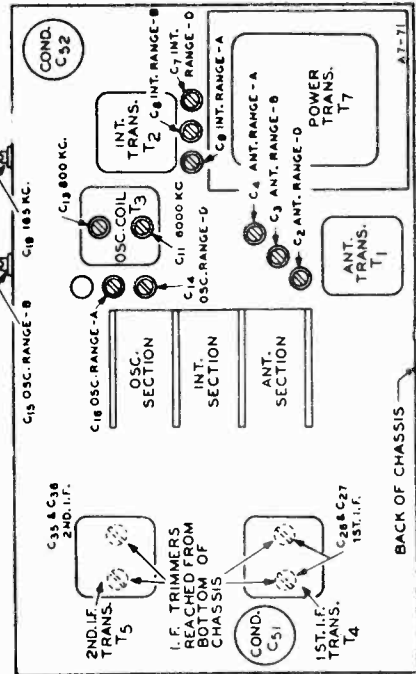 C18 185 KC.
C15 OSC. RANGE-B
COND.
C52
C13 600 KC.
OSC. COIL
T3
C11 6000 KC
C14
OSC. RANGE-D
C16 OSC. RANGE-A
INT.
TRANS.
T2
C8 INT. RANGE-B
C7 INT.
RANGE-D
C9 INT. RANGE-A
C4 ANT. RANGE-A
C3 ANT. RANGE-B
C2 ANT. RANGE-D
POWER
TRANS.
T7
A7-71
ANT.
TRANS.
T1
OSC.
SECTION
INT.
SECTION
ANT.
SECTION
C35 & C36
2ND. I.F.
2ND. I.F.
TRANS.
T5
I.F. TRIMMERS
REACHED FROM
BOTTOM OF
CHASSIS
C26 & C27
1ST. I.F.
COND.
C51
1ST. I.F.
TRANS.
T4
BACK OF CHASSIS